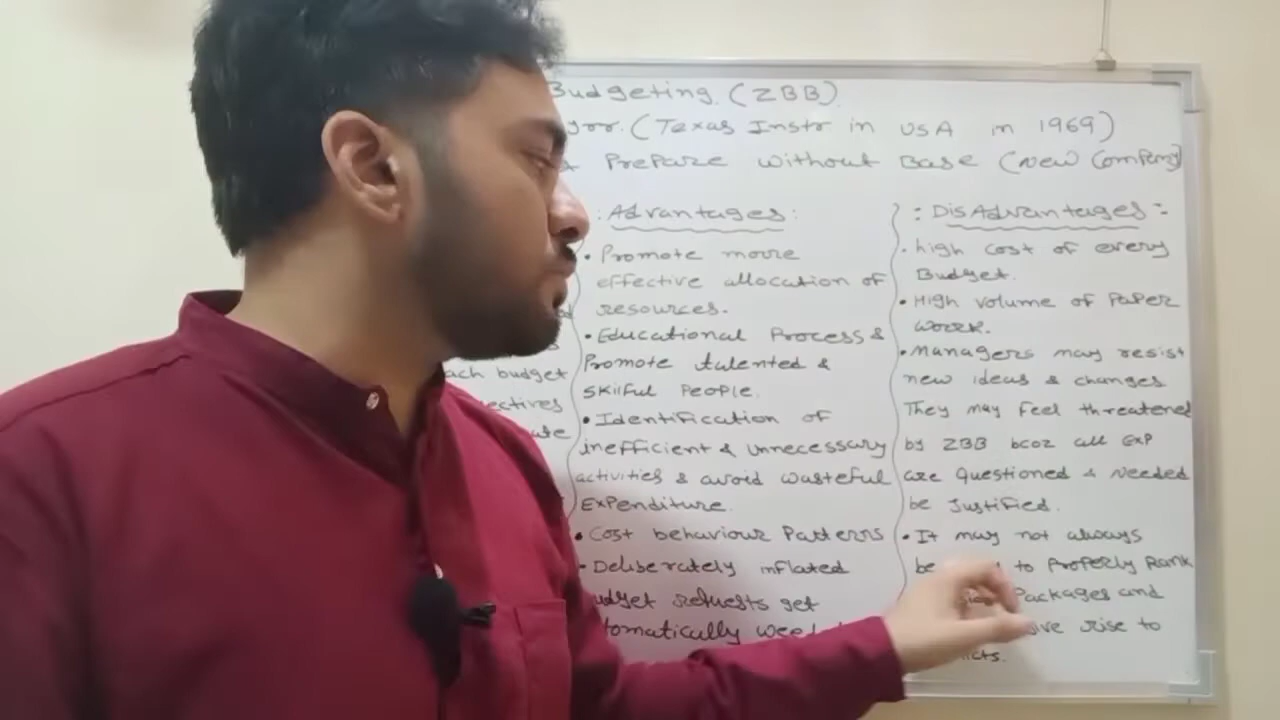 Budgeting. (ZBB)
(Texas Instr in USA in 1969)
Prepare without Base (New Company)
: Advantages :
• Promote more
effective allocation of
resources.
• Educational Process &
Promote talented &
Skilful People.
• Identification of
inefficient & unnecessary
activities & avoid wasteful
Expenditure.
• Cost behaviour Patterns
• Deliberately inflated
requests get
: DisAdvantages :
• high cost of every
Budget.
• High volume of Paper
work.
• Managers may resist
new ideas & changes
They may feel threatened
by ZBB bcoz all Exp
are Questioned & Needed
be Justified.
• It may not always
be to Properly Rank
Packages and
rise to
each budget